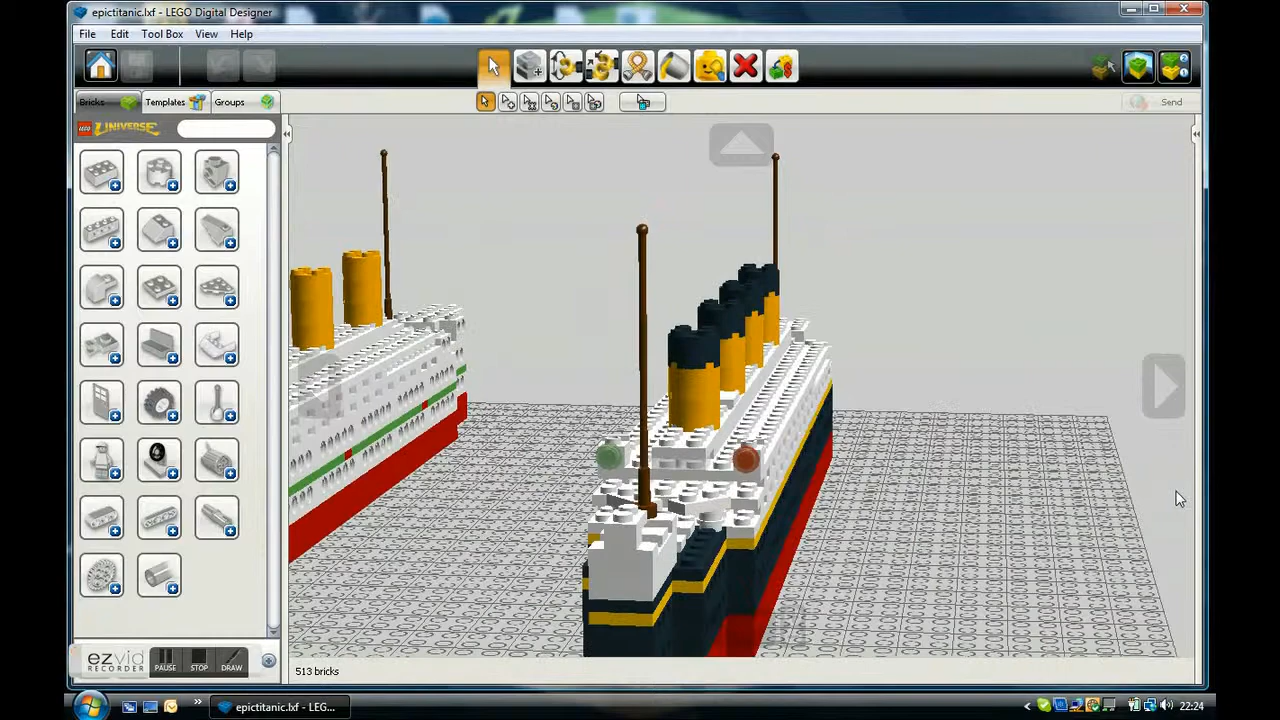 epictitanic.lxf - LEGO Digital Designer
File Edit Tool Box View Help
Bricks Templates Groups
Send
LEGO UNIVERSE
ezvid
RECORDER
PAUSE STOP DRAW
513 bricks
epictitanic.lxf - LEG...
22:24